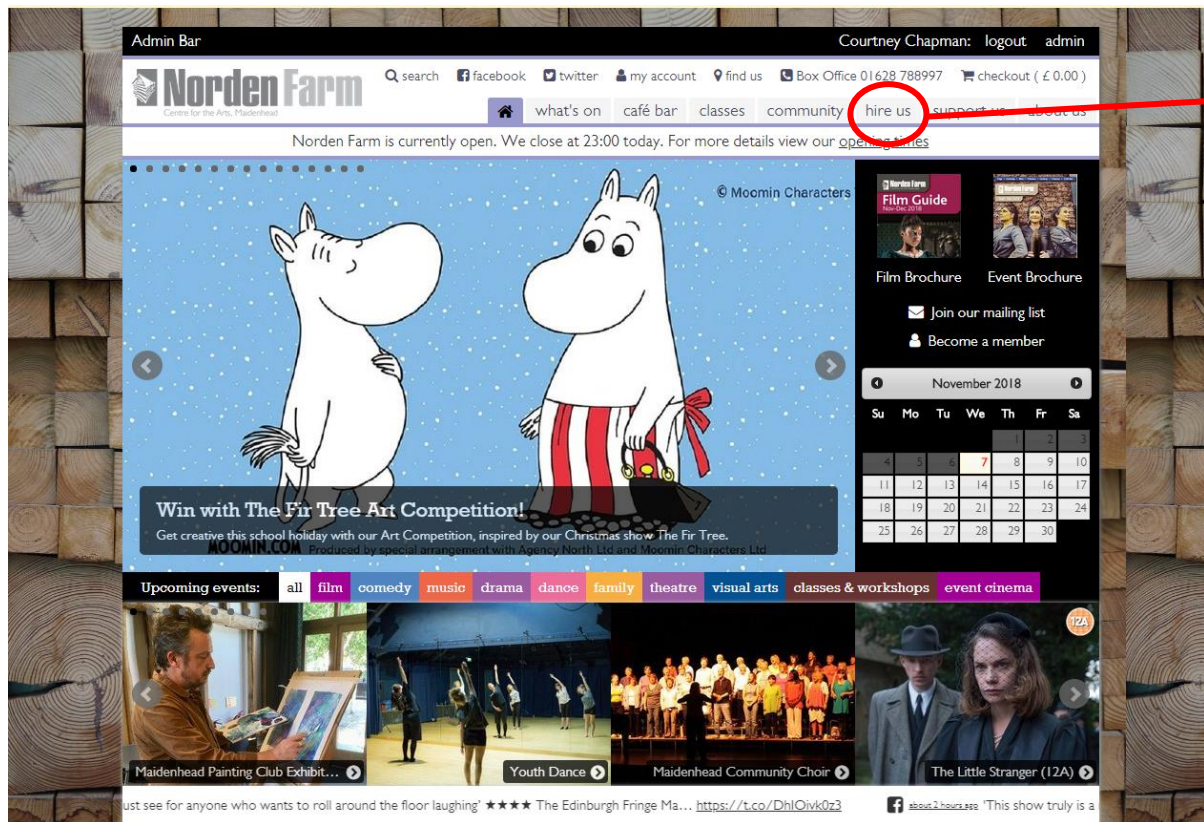 Admin Bar
Courtney Chapman: logout admin
Norden Farm
Centre for the Arts, Maidenhead
search facebook twitter my account find us Box Office 01628 788997 checkout ( £ 0.00 )
what's on café bar classes community hire us support us about us
Norden Farm is currently open. We close at 23:00 today. For more details view our opening times
© Moomin Characters
Norden Farm
Film Guide
Nov-Dec 2018
Norden Farm
Film Brochure Event Brochure
Join our mailing list
Become a member
November 2018
Su Mo Tu We Th Fr Sa
1 2 3
4 5 6 7 8 9 10
11 12 13 14 15 16 17
18 19 20 21 22 23 24
25 26 27 28 29 30
Win with The Fir Tree Art Competition!
Get creative this school holiday with our Art Competition, inspired by our Christmas show The Fir Tree.
MOOMIN.COM Produced by special arrangement with Agency North Ltd and Moomin Characters Ltd
Upcoming events: all film comedy music drama dance family theatre visual arts classes & workshops event cinema
12A
Maidenhead Painting Club Exhibit...
Youth Dance
Maidenhead Community Choir
The Little Stranger (12A)
ust see for anyone who wants to roll around the floor laughing' ★★★★ The Edinburgh Fringe Ma... https://t.co/DhIOivk0z3 about 2 hours ago 'This show truly is a